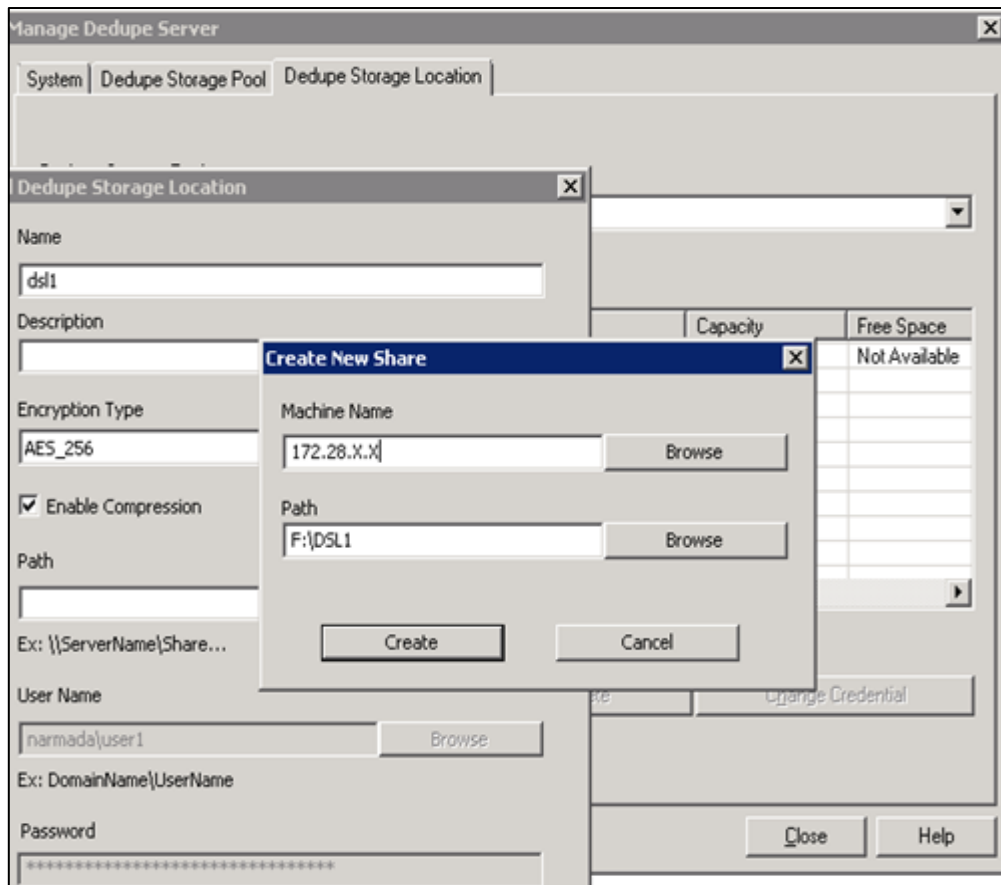 Manage Dedupe Server
System
Dedupe Storage Pool
Dedupe Storage Location
Dedupe Storage Location
Name
dsl1
Description
Encryption Type
AES_256
Enable Compression
Path
Ex: \\ServerName\Share...
User Name
narmada\user1
Browse
Ex: DomainName\UserName
Password
********************************
Create New Share
Machine Name
172.28.X.X
Browse
Path
F:\DSL1
Browse
Create
Cancel
Capacity
Free Space
Not Available
Change Credential
Close
Help